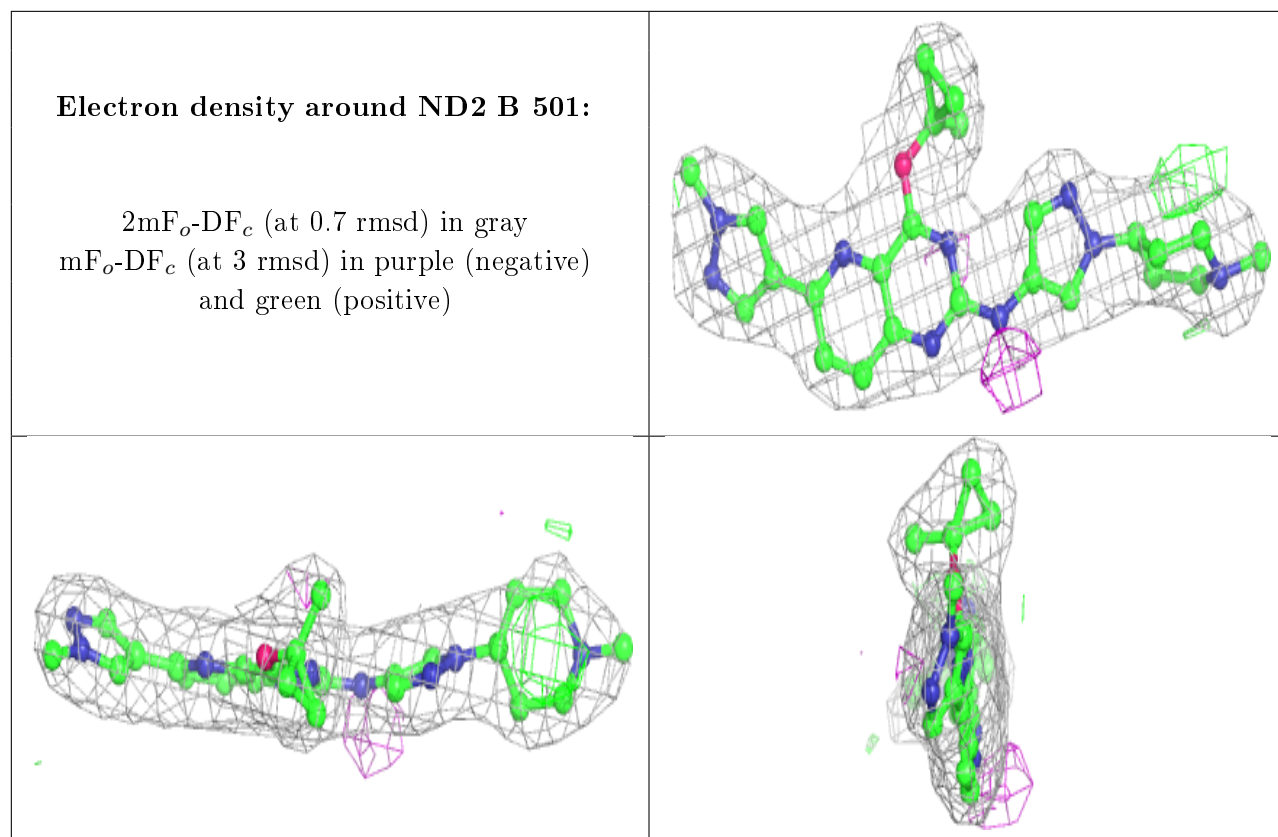 Electron density around ND2 B 501:
2mFₒ-DF𝑐 (at 0.7 rmsd) in gray
mFₒ-DF𝑐 (at 3 rmsd) in purple (negative)
and green (positive)